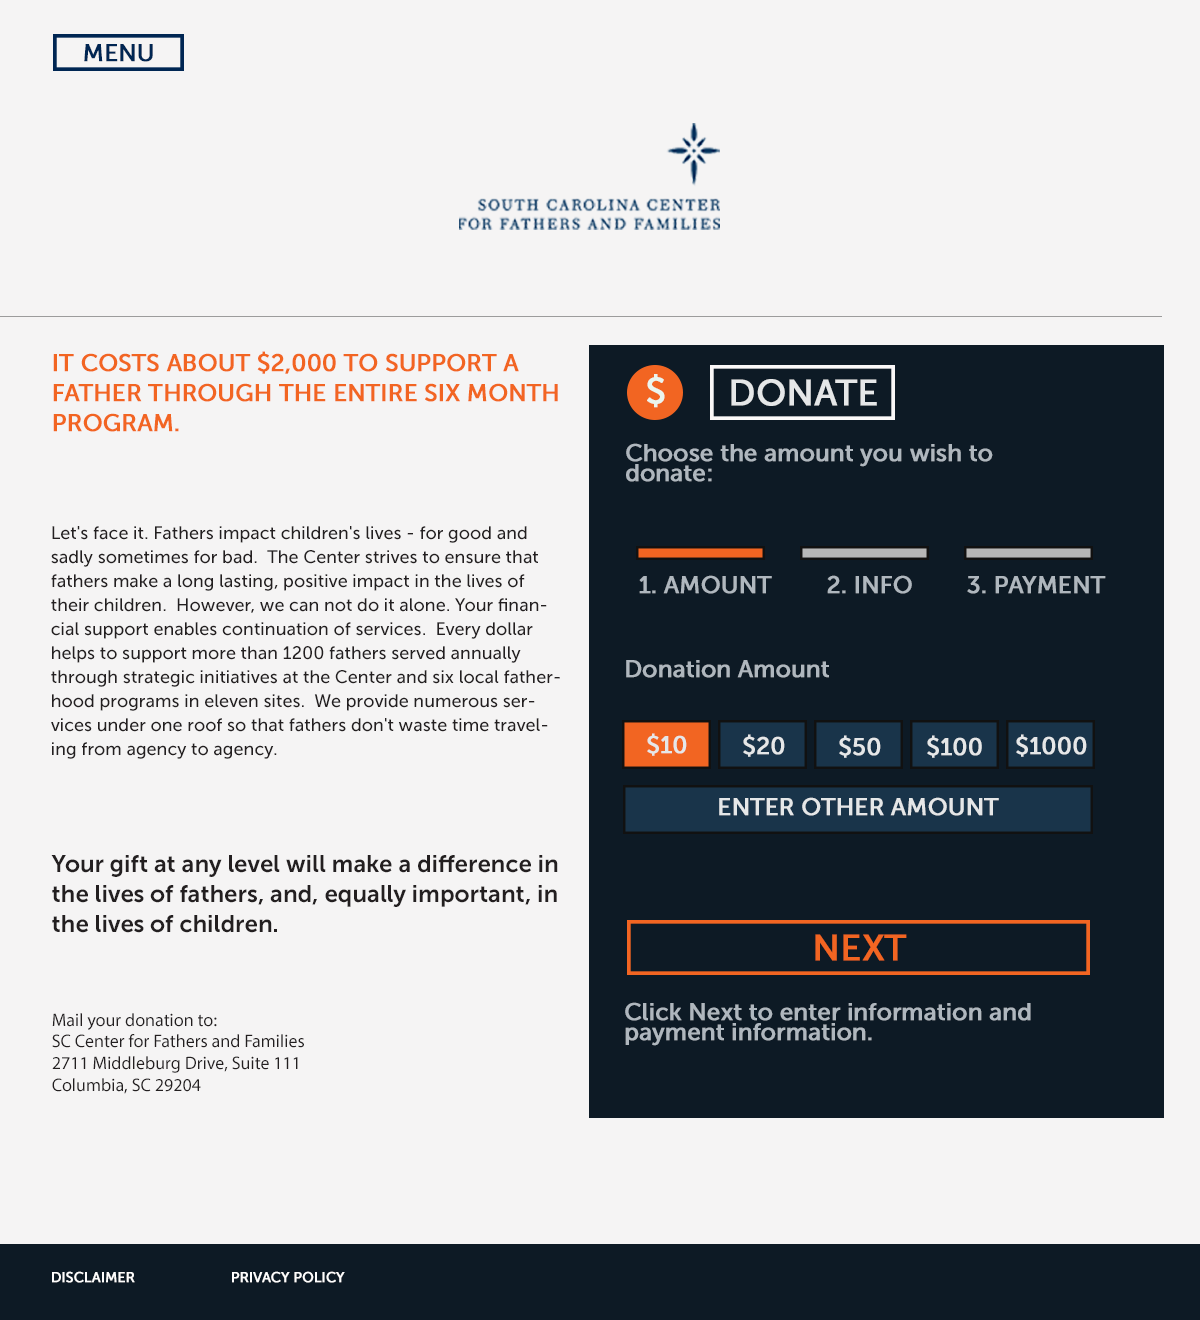 MENU
SOUTH CAROLINA CENTER
FOR FATHERS AND FAMILIES
IT COSTS ABOUT $2,000 TO SUPPORT A
FATHER THROUGH THE ENTIRE SIX MONTH
PROGRAM.
Let's face it. Fathers impact children's lives - for good and
sadly sometimes for bad.  The Center strives to ensure that
fathers make a long lasting, positive impact in the lives of
their children.  However, we can not do it alone. Your finan-
cial support enables continuation of services.  Every dollar
helps to support more than 1200 fathers served annually
through strategic initiatives at the Center and six local father-
hood programs in eleven sites.  We provide numerous ser-
vices under one roof so that fathers don't waste time travel-
ing from agency to agency.
Your gift at any level will make a difference in
the lives of fathers, and, equally important, in
the lives of children.
Mail your donation to:
SC Center for Fathers and Families
2711 Middleburg Drive, Suite 111
Columbia, SC 29204
$ DONATE
Choose the amount you wish to
donate:
1. AMOUNT 2. INFO 3. PAYMENT
Donation Amount
$10 $20 $50 $100 $1000
ENTER OTHER AMOUNT
NEXT
Click Next to enter information and
payment information.
DISCLAIMER PRIVACY POLICY